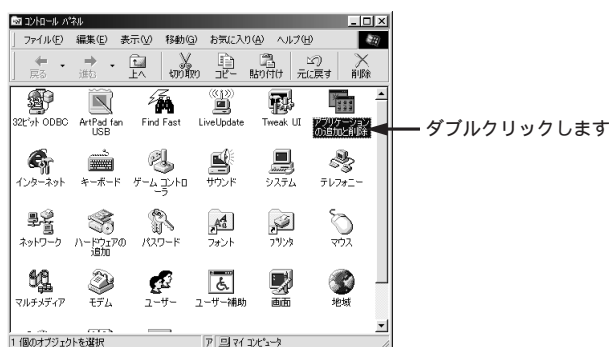 コントロール パネル
ファイル(F) 編集(E) 表示(V) 移動(G) お気に入り(A) ヘルプ(H)
戻る 進む 上へ 切り取り コピー 貼り付け 元に戻す 削除
32ビット ODBC ArtPad fan USB Find Fast LiveUpdate Tweak UI アプリケーションの追加と削除
ダブルクリックします
インターネット キーボード ゲーム コントローラ サウンド システム テレフォニー
ネットワーク ハードウェアの追加 パスワード フォント プリンタ マウス
マルチメディア モデム ユーザー ユーザー補助 画面 地域
1 個のオブジェクトを選択 マイ コンピュータ